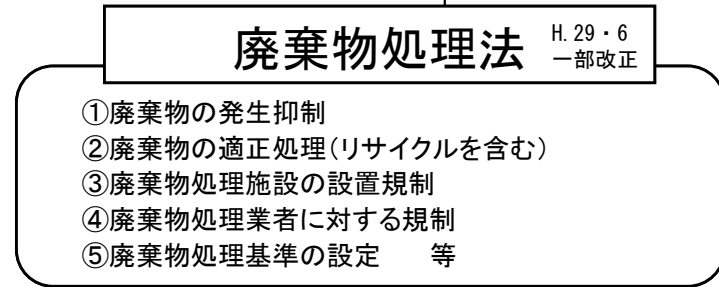 廃棄物処理法
H.29・6
一部改正
①廃棄物の発生抑制
②廃棄物の適正処理(リサイクルを含む)
③廃棄物処理施設の設置規制
④廃棄物処理業者に対する規制
⑤廃棄物処理基準の設定　　等